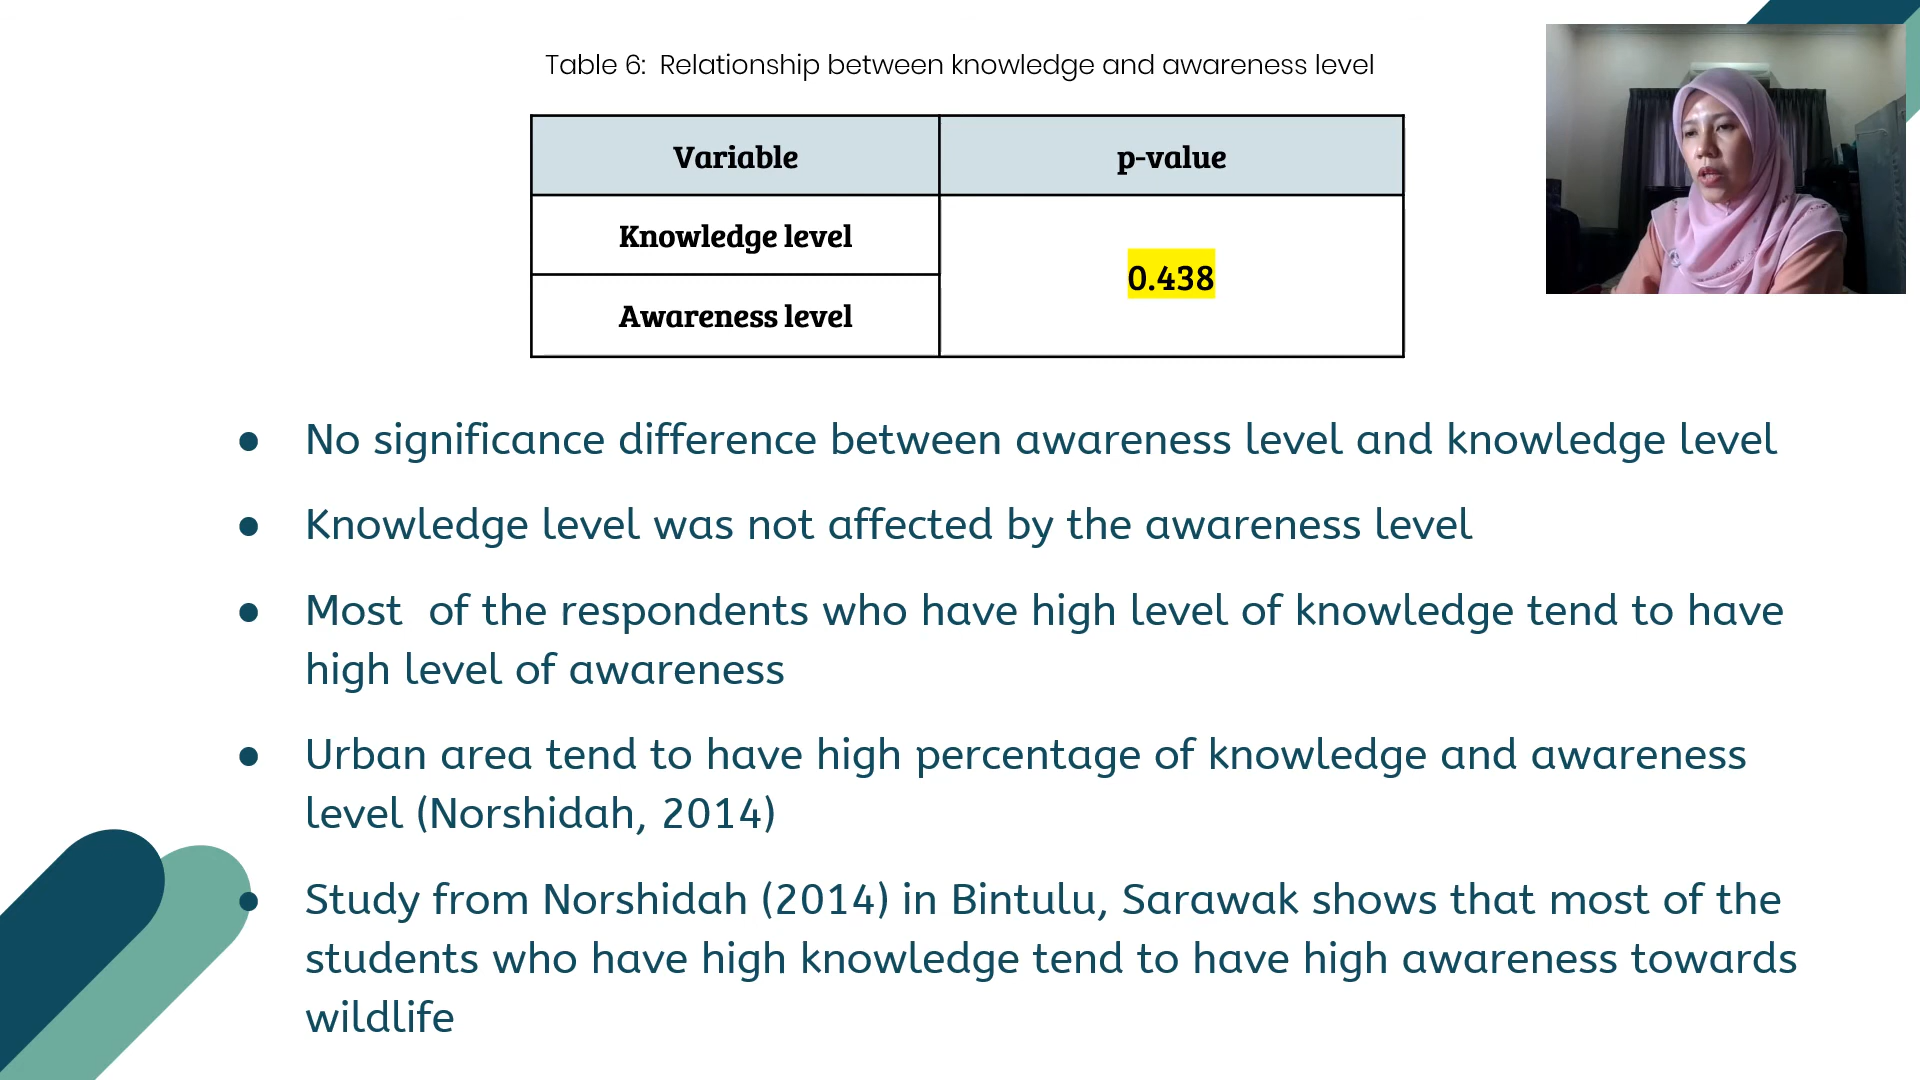 Table 6: Relationship between knowledge and awareness level
Variable
p-value
Knowledge level
0.438
Awareness level
● No significance difference between awareness level and knowledge level
● Knowledge level was not affected by the awareness level
● Most of the respondents who have high level of knowledge tend to have
high level of awareness
● Urban area tend to have high percentage of knowledge and awareness
level (Norshidah, 2014)
● Study from Norshidah (2014) in Bintulu, Sarawak shows that most of the
students who have high knowledge tend to have high awareness towards
wildlife